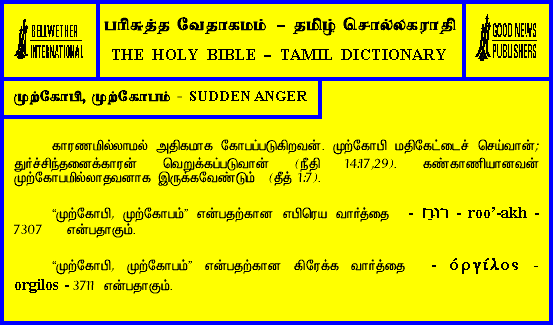 BELLWETHER
INTERNATIONAL
பரிசுத்த வேதாகமம் – தமிழ் சொல்லகராதி
THE HOLY BIBLE – TAMIL DICTIONARY
GOOD NEWS
PUBLISHERS
முற்கோபி, முற்கோபம் - SUDDEN ANGER
காரணமில்லாமல் அதிகமாக கோபப்படுகிறவன். முற்கோபி மதிகேட்டைச் செய்வான்;
துர்ச்சிந்தனைக்காரன் வெறுக்கப்படுவான் (நீதி 14:17,29). கண்காணியானவன்
முற்கோபமில்லாதவனாக இருக்கவேண்டும் (தீத் 1:7).
“முற்கோபி, முற்கோபம்” என்பதற்கான எபிரெய வார்த்தை - רוּחַ - roo’-akh -
7307 என்பதாகும்.
“முற்கோபி, முற்கோபம்” என்பதற்கான கிரேக்க வார்த்தை - ὀργίλος -
orgilos - 3711 என்பதாகும்.